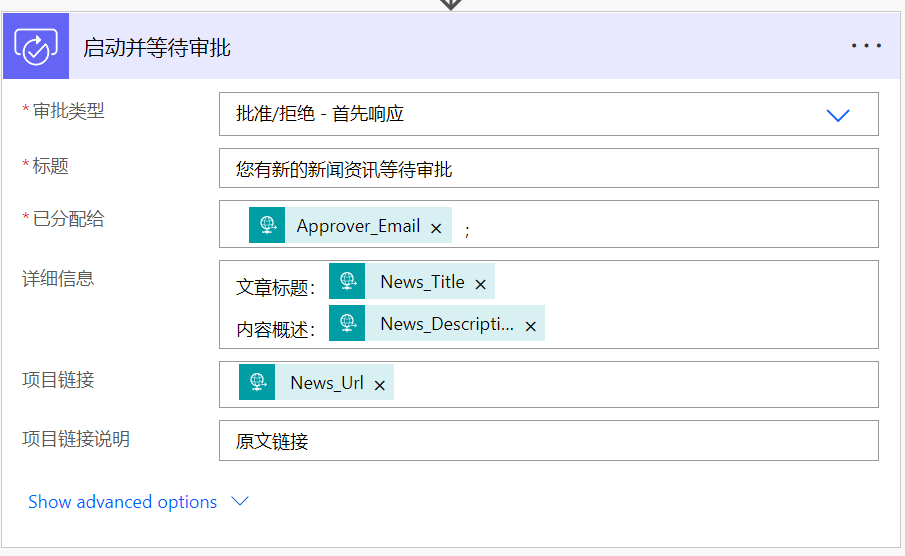 启动并等待审批 ...
*审批类型 批准/拒绝 - 首先响应
*标题 您有新的新闻资讯等待审批
*已分配给 Approver_Email × ;
详细信息 文章标题： News_Title ×
内容概述： News_Descripti... ×
项目链接 News_Url ×
项目链接说明 原文链接
Show advanced options